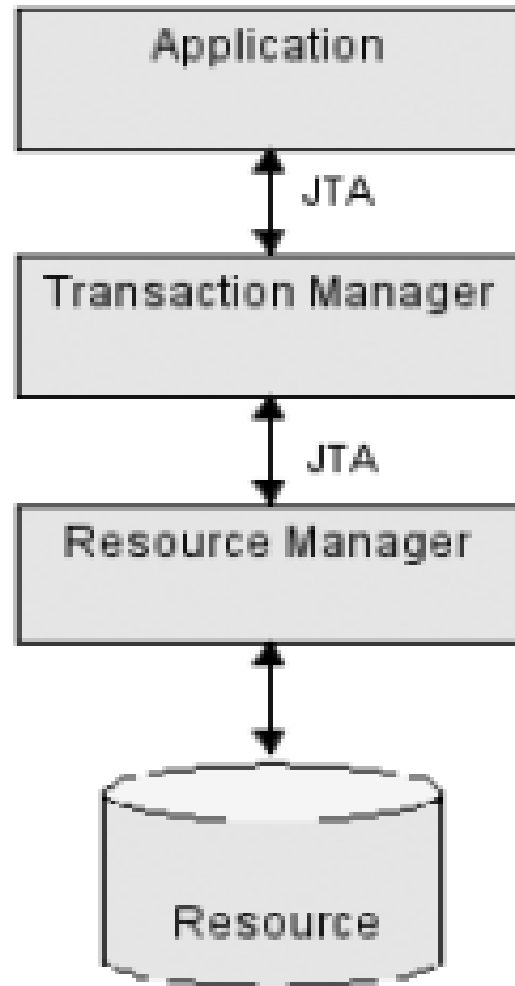 Application
JTA
Transaction Manager
JTA
Resource Manager
Resource